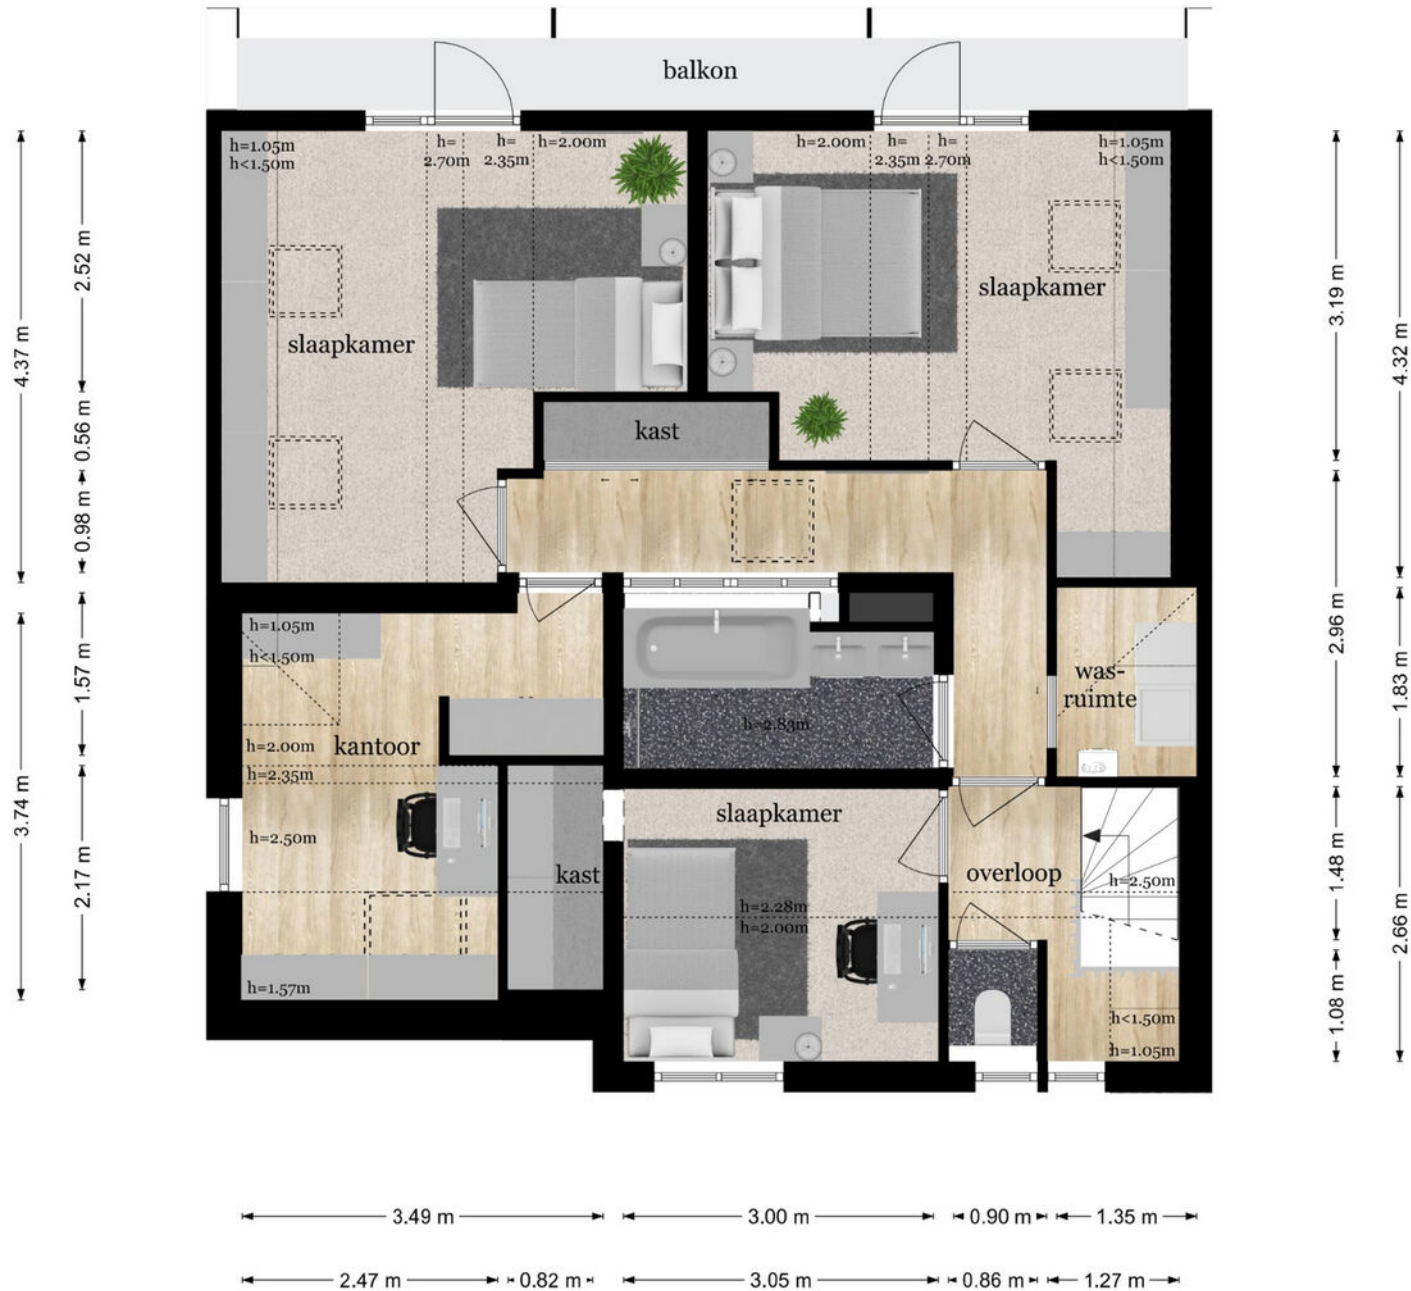 balkon
h=1.05m
h<1.50m
h=
2.70m
h=
2.35m
h=2.00m
h=2.00m
h=
2.35m
h=
2.70m
h=1.05m
h<1.50m
slaapkamer
slaapkamer
kast
4.37 m
2.52 m
0.56 m
0.98 m
3.19 m
4.32 m
h=1.05m
h<1.50m
h=2.00m
kantoor
h=2.35m
h=2.50m
h=1.57m
h=2.83m
was-
ruimte
1.57 m
3.74 m
2.17 m
2.96 m
1.83 m
kast
slaapkamer
h=2.28m
h=2.00m
overloop
h=2.50m
h<1.50m
h=1.05m
1.48 m
1.08 m
2.66 m
3.49 m
3.00 m
0.90 m
1.35 m
2.47 m
0.82 m
3.05 m
0.86 m
1.27 m